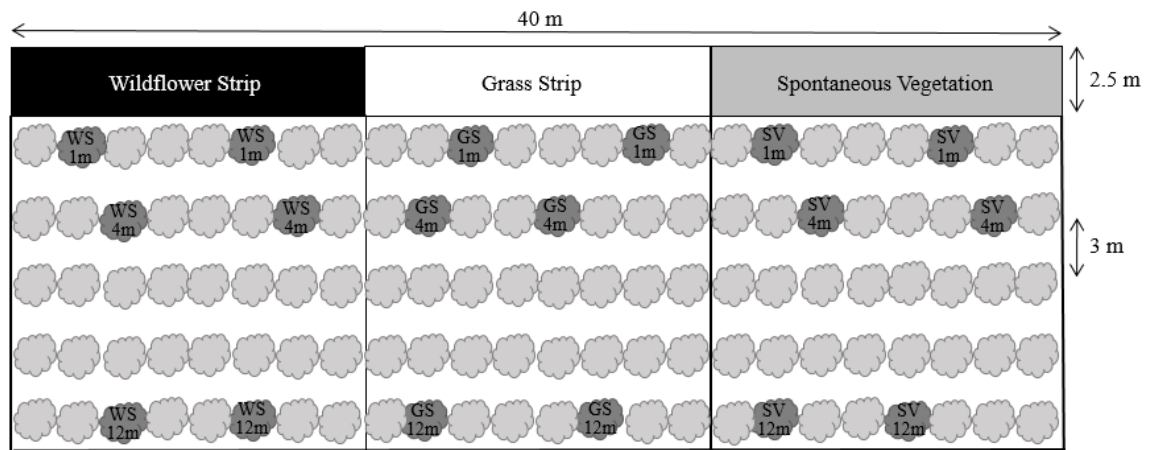 40 m
Wildflower Strip
Grass Strip
Spontaneous Vegetation
2.5 m
WS
1m
WS
1m
GS
1m
GS
1m
SV
1m
SV
1m
WS
4m
WS
4m
GS
4m
GS
4m
SV
4m
SV
4m
3 m
WS
12m
WS
12m
GS
12m
GS
12m
SV
12m
SV
12m